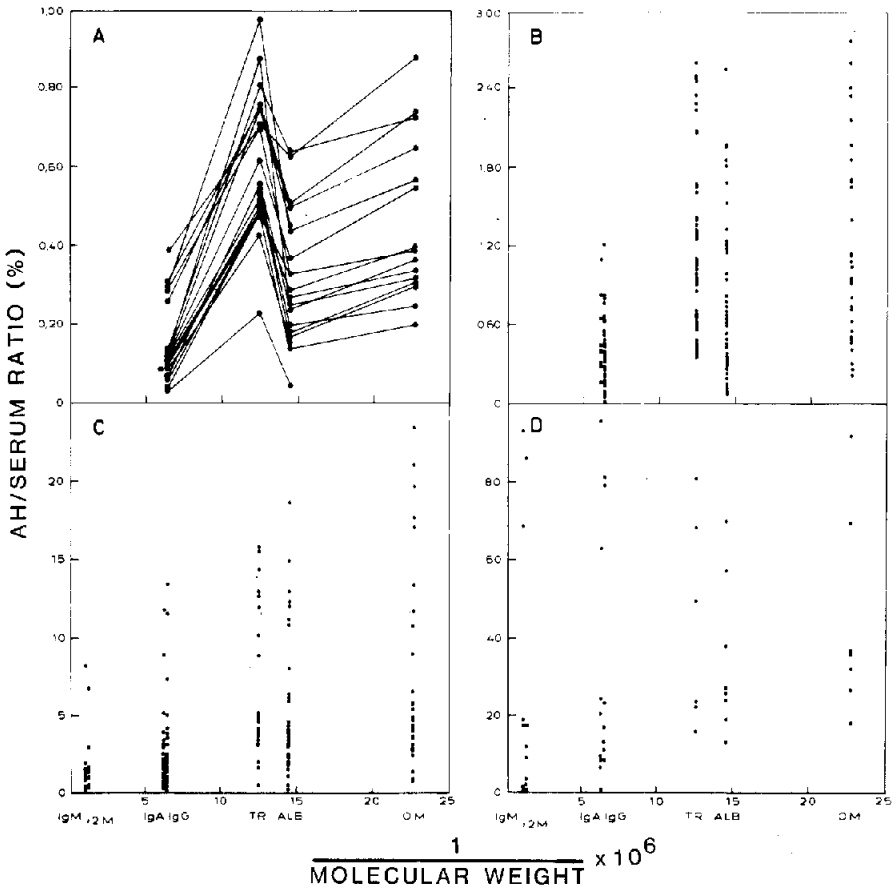 A
1,00
0,80
0,60
0,40
0,20
0
B
3.00
2.40
1.80
1.20
0.60
0
C
20
15
10
5
0
5 10 15 20 25
IgM 2M IgA IgG TR ALB OM
D
80
60
40
20
0
5 10 15 20 25
IgM 2M IgA IgG TR ALB OM
AH/SERUM RATIO (%)
1
MOLECULAR WEIGHT
x 10⁶